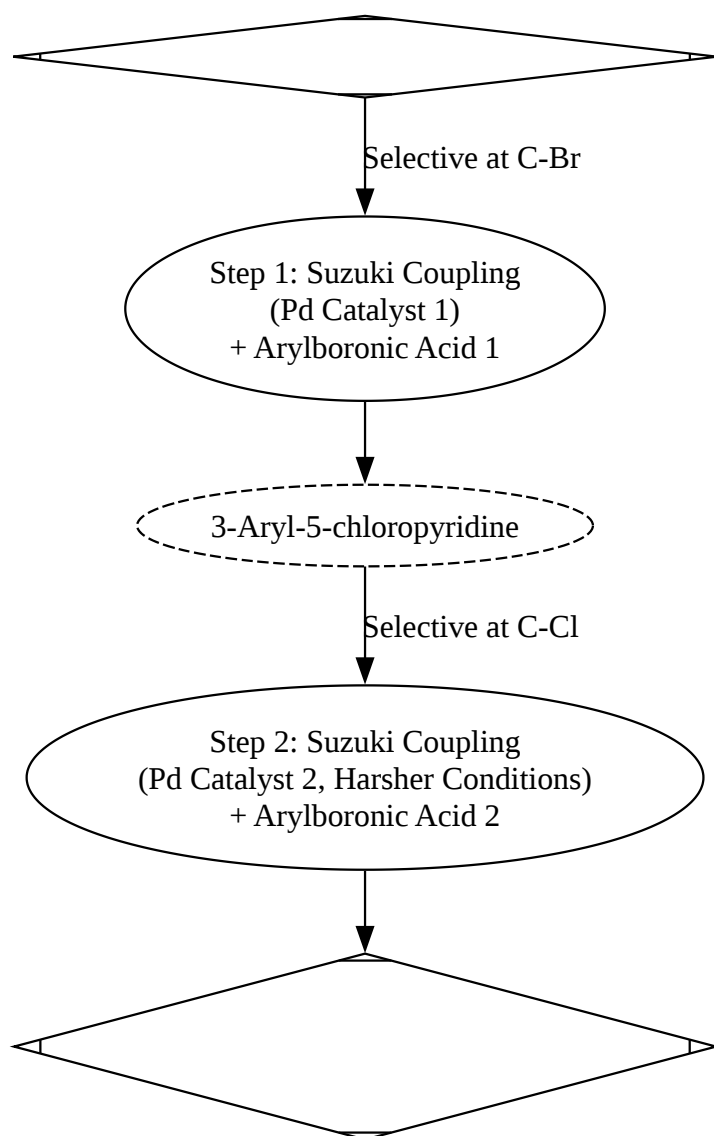 Selective at C-Br
Step 1: Suzuki Coupling
(Pd Catalyst 1)
+ Arylboronic Acid 1
3-Aryl-5-chloropyridine
Selective at C-Cl
Step 2: Suzuki Coupling
(Pd Catalyst 2, Harsher Conditions)
+ Arylboronic Acid 2